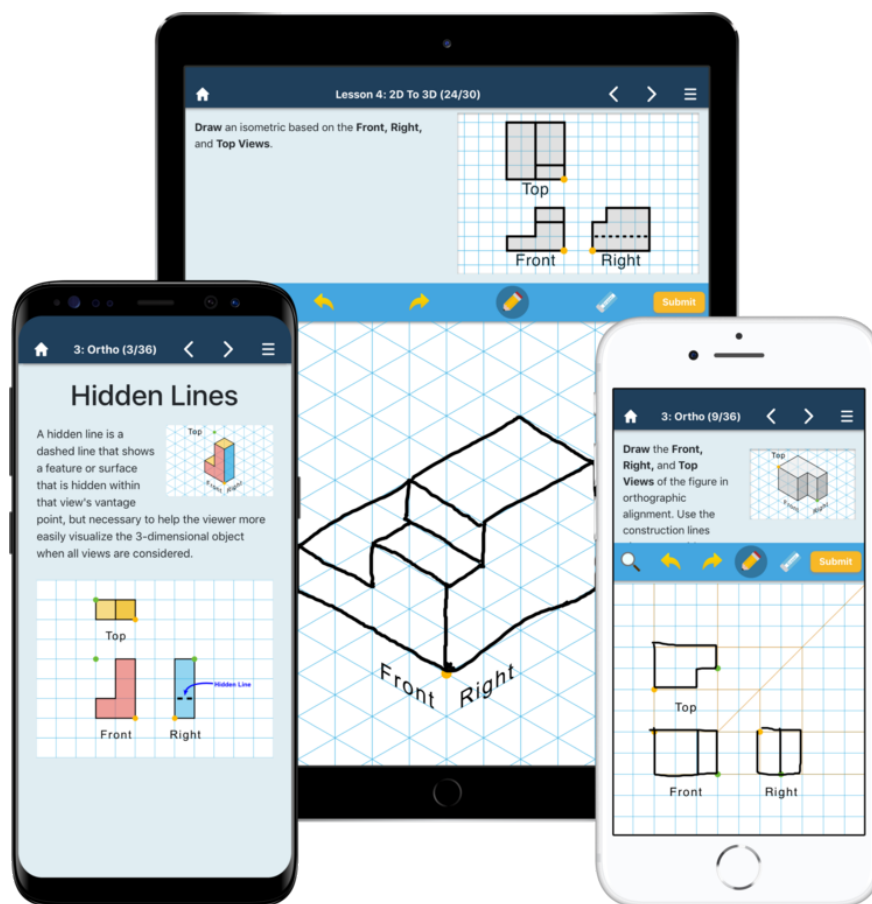 Lesson 4: 2D To 3D (24/30)
Draw an isometric based on the Front, Right,
and Top Views.
Top
Front
Right
Submit
Front
Right
3: Ortho (3/36)
Hidden Lines
A hidden line is a
dashed line that shows
a feature or surface
that is hidden within
that view's vantage
point, but necessary to help the viewer more
easily visualize the 3-dimensional object
when all views are considered.
Top
Front
Right
Top
Hidden Line
Front
Right
3: Ortho (9/36)
Draw the Front,
Right, and Top
Views of the figure in
orthographic
alignment. Use the
construction lines
Top
Front
Right
Submit
Top
Front
Right